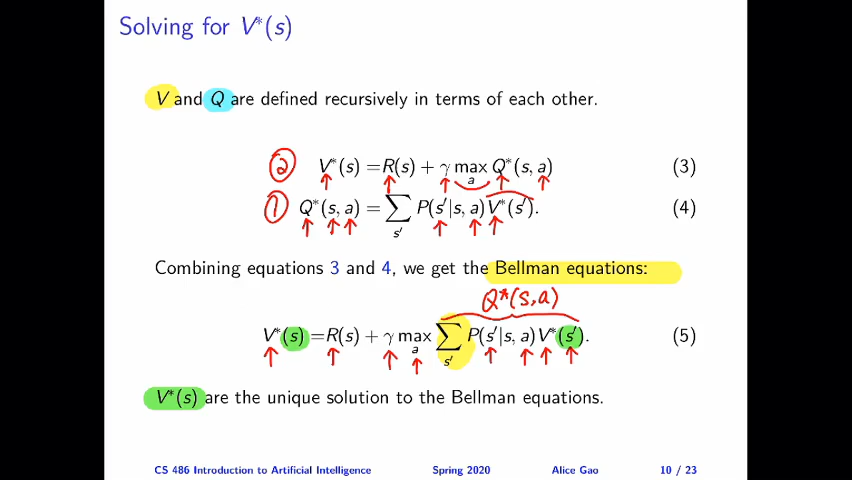 Solving for V*(s)
V and Q are defined recursively in terms of each other.
② V*(s) =R(s) + γ max_a Q*(s, a) (3)
① Q*(s, a) = ∑_{s'} P(s'|s, a)V*(s'). (4)
Combining equations 3 and 4, we get the Bellman equations:
Q*(s,a)
V*(s) =R(s) + γ max_a ∑_{s'} P(s'|s, a)V*(s'). (5)
V*(s) are the unique solution to the Bellman equations.
CS 486 Introduction to Artificial Intelligence Spring 2020 Alice Gao 10 / 23